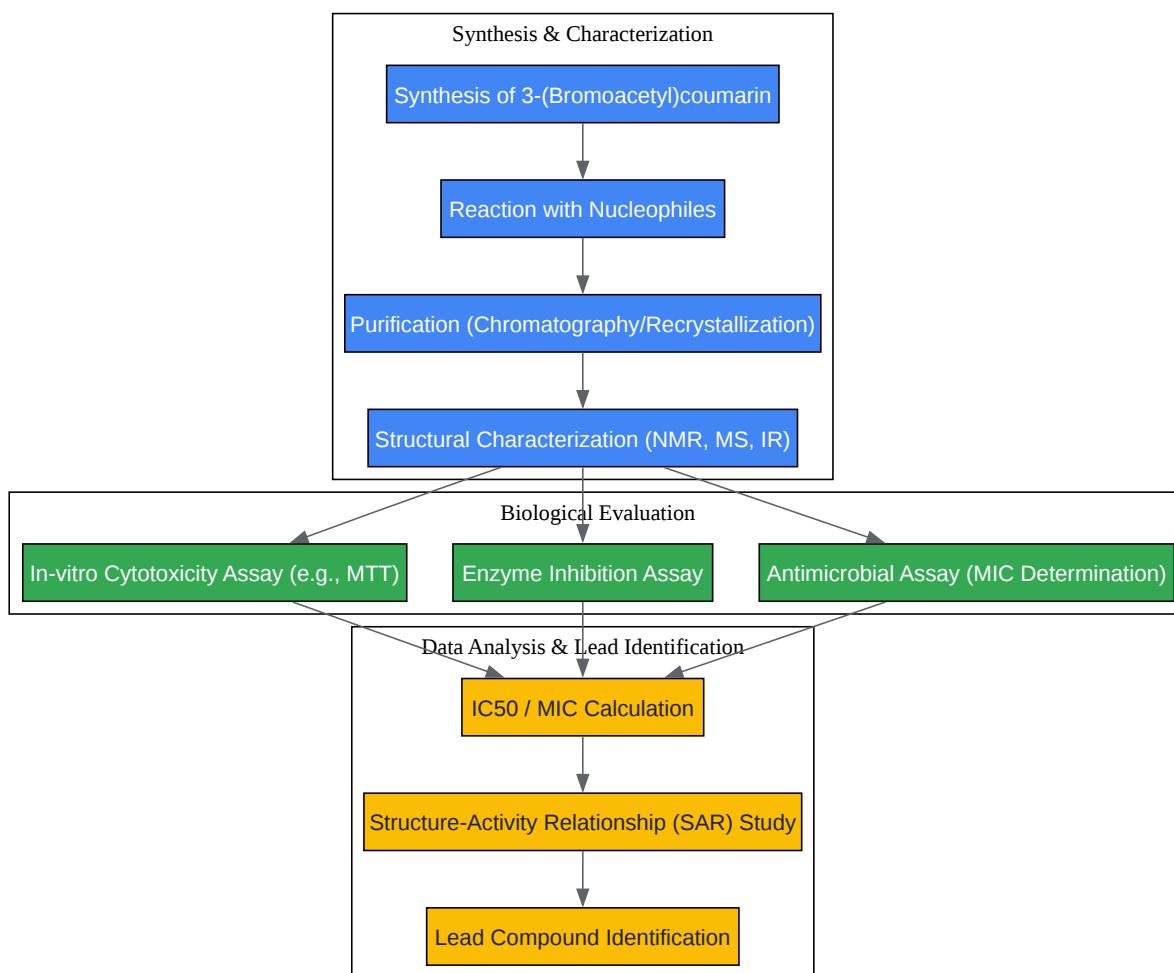 Synthesis & Characterization
Synthesis of 3-(Bromoacetyl)coumarin
Reaction with Nucleophiles
Purification (Chromatography/Recrystallization)
Structural Characterization (NMR, MS, IR)
Biological Evaluation
In-vitro Cytotoxicity Assay (e.g., MTT)
Enzyme Inhibition Assay
Antimicrobial Assay (MIC Determination)
Data Analysis & Lead Identification
IC50 / MIC Calculation
Structure-Activity Relationship (SAR) Study
Lead Compound Identification